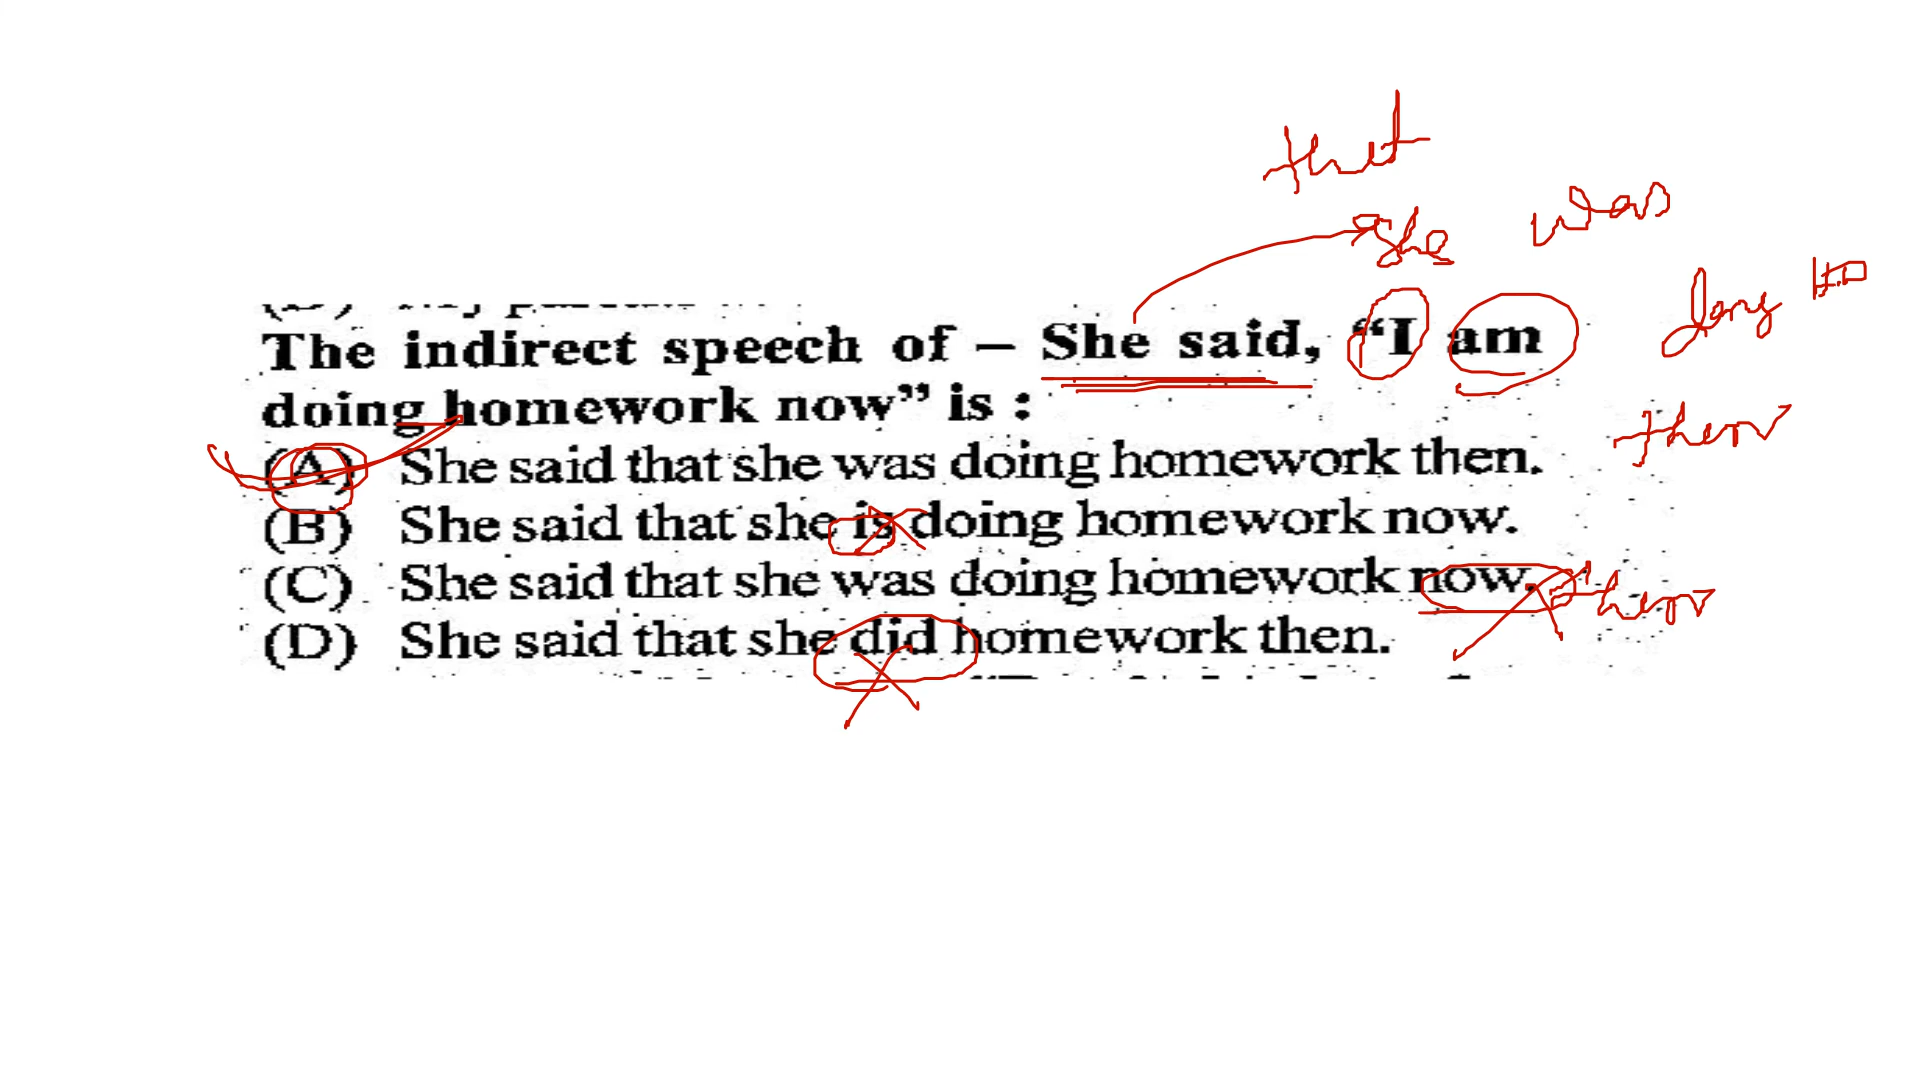 that
she was
The indirect speech of – She said, “I am
doing homework now” is :
then
(A) She said that she was doing homework then.
(B) She said that she is doing homework now.
(C) She said that she was doing homework now. then
(D) She said that she did homework then.